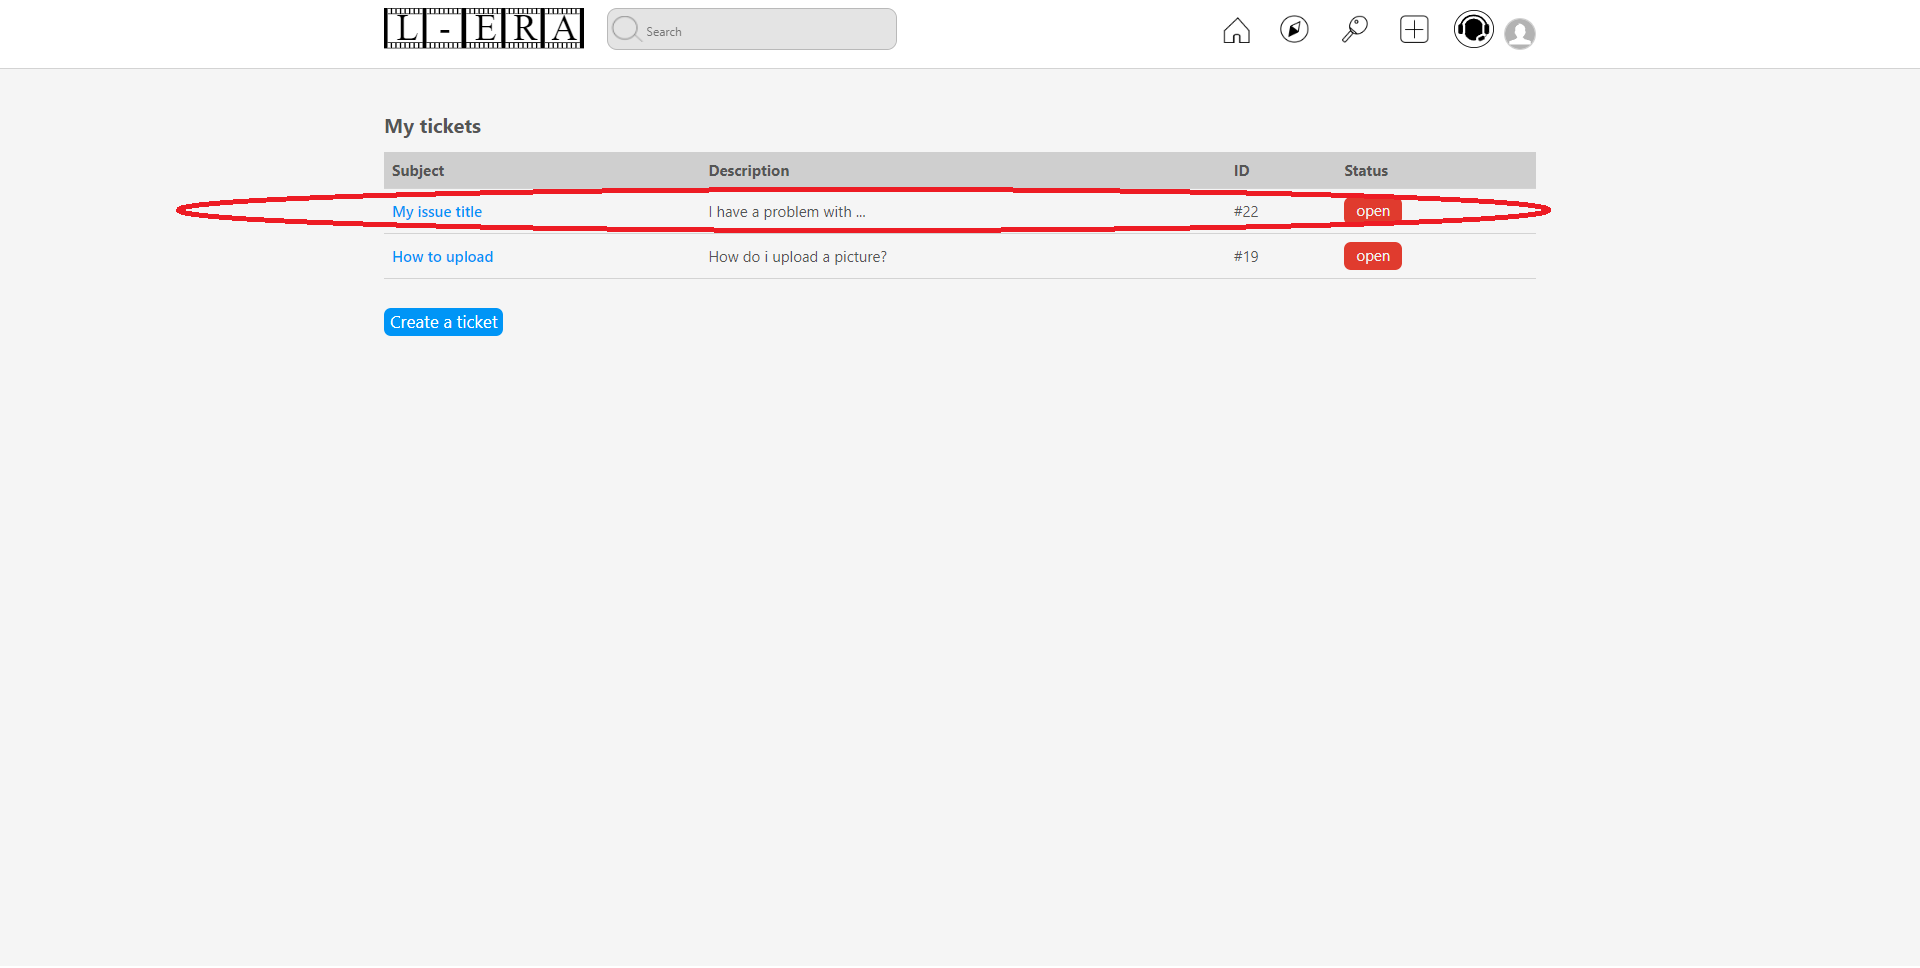 L-ERA Search
My tickets
Subject Description ID Status
My issue title I have a problem with ... #22 open
How to upload How do i upload a picture? #19 open
Create a ticket